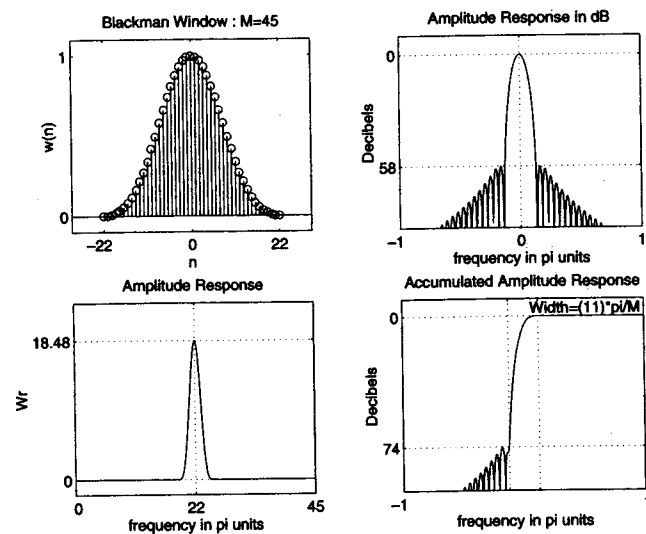 Blackman Window : M=45
1
w(n)
0
−22
0
22
n
Amplitude Response in dB
0
Decibels
58
−1
0
1
frequency in pi units
Amplitude Response
18.48
Wr
0
0
22
45
frequency in pi units
Accumulated Amplitude Response
Width=(11)*pi/M
0
Decibels
74
−1
frequency in pi units